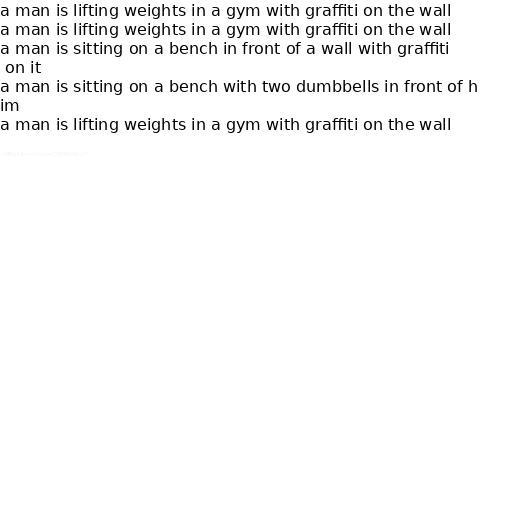 a man is lifting weights in a gym with graffiti on the wall
a man is lifting weights in a gym with graffiti on the wall
a man is sitting on a bench in front of a wall with graffiti
on it
a man is sitting on a bench with two dumbbells in front of h
im
a man is lifting weights in a gym with graffiti on the wall